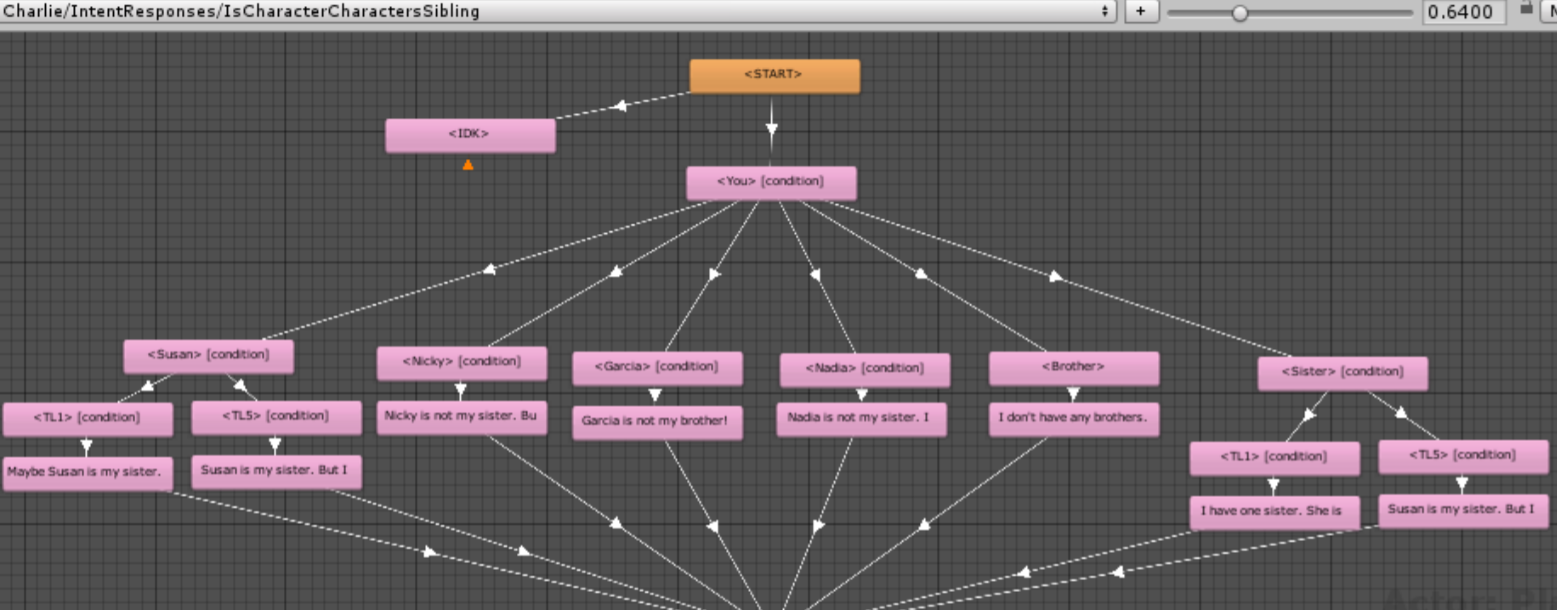 Charlie/IntentResponses/IsCharacterCharactersSibling
+
0.6400
<START>
<IDK>
<You> [condition]
<Susan> [condition]
<Nicky> [condition]
<Garcia> [condition]
<Nadia> [condition]
<Brother>
<Sister> [condition]
<TL1> [condition]
<TL5> [condition]
Nicky is not my sister. Bu
Garcia is not my brother!
Nadia is not my sister. I
I don't have any brothers.
<TL1> [condition]
<TL5> [condition]
Maybe Susan is my sister.
Susan is my sister. But I
I have one sister. She is
Susan is my sister. But I